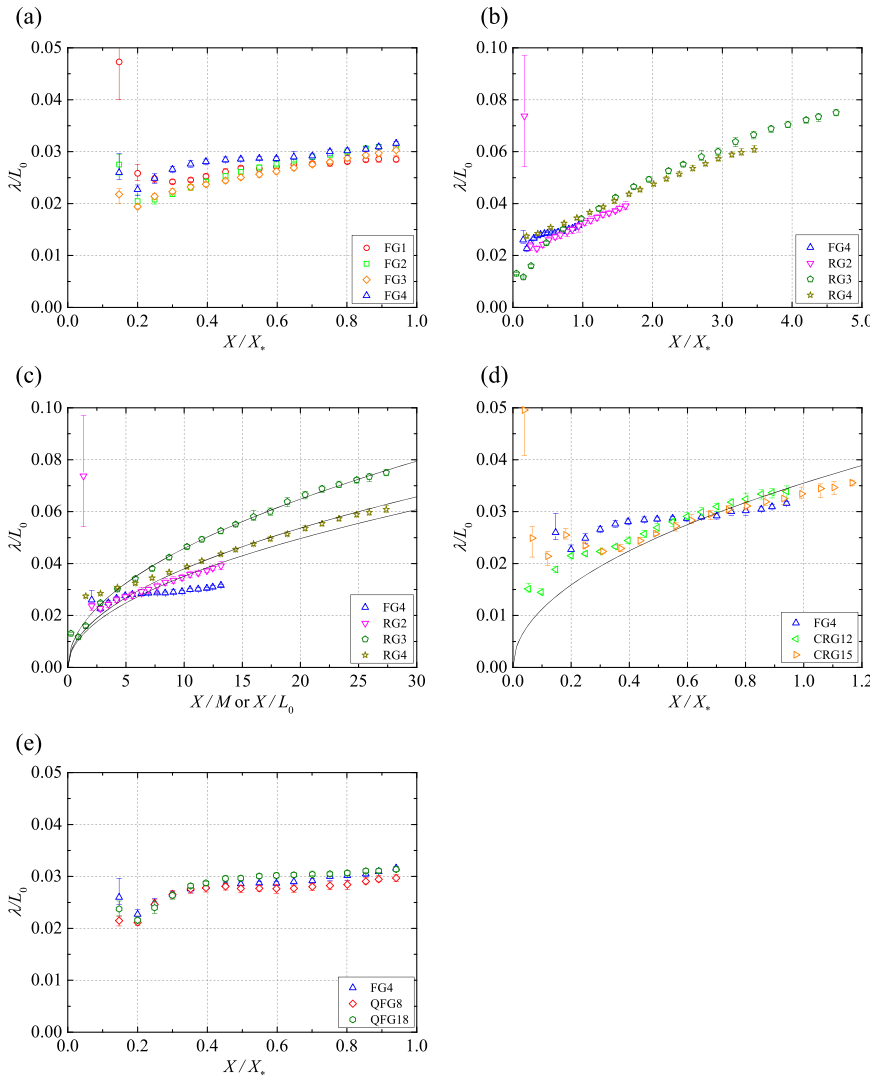 (a)
0.05
0.04
0.03
0.02
0.01
0.00
λ/L₀
0.0 0.2 0.4 0.6 0.8 1.0
X / X*
FG1
FG2
FG3
FG4
(b)
0.10
0.08
0.06
0.04
0.02
0.00
λ/L₀
0.0 1.0 2.0 3.0 4.0 5.0
X / X*
FG4
RG2
RG3
RG4
(c)
0.10
0.08
0.06
0.04
0.02
0.00
λ/L₀
0 5 10 15 20 25 30
X / M or X / L₀
FG4
RG2
RG3
RG4
(d)
0.05
0.04
0.03
0.02
0.01
0.00
λ/L₀
0.0 0.2 0.4 0.6 0.8 1.0 1.2
X / X*
FG4
CRG12
CRG15
(e)
0.05
0.04
0.03
0.02
0.01
0.00
λ/L₀
0.0 0.2 0.4 0.6 0.8 1.0
X / X*
FG4
QFG8
QFG18